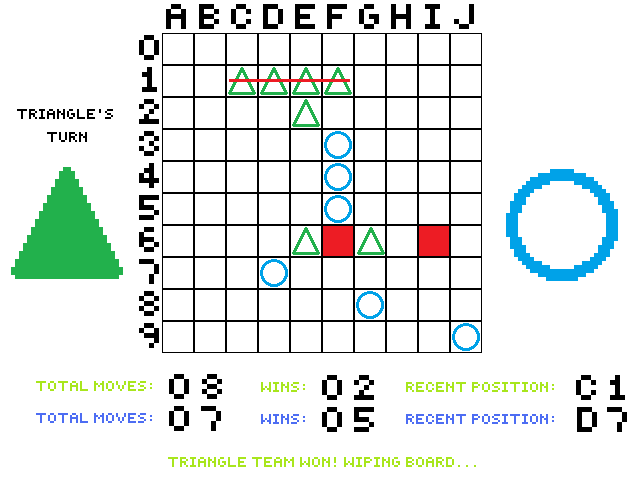 A B C D E F G H I J
0
1
TRIANGLE'S
TURN
2
3
4
5
6
7
8
9
TOTAL MOVES: 08 WINS: 02 RECENT POSITION: C1
TOTAL MOVES: 07 WINS: 05 RECENT POSITION: D7
TRIANGLE TEAM WON! WIPING BOARD...